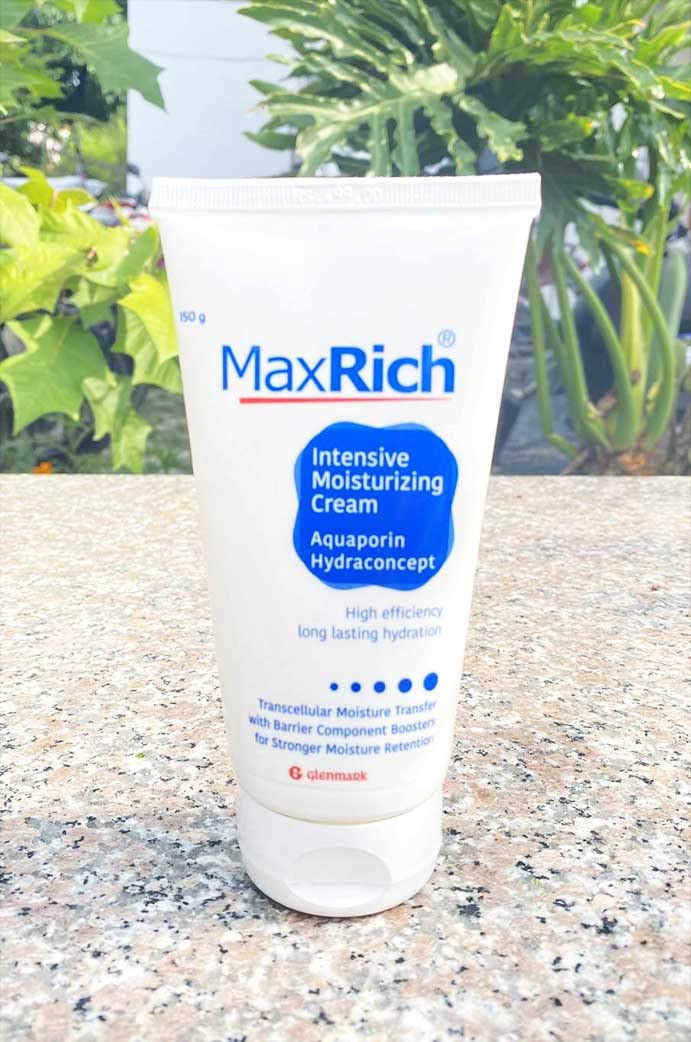 150 g
MaxRich®
Intensive
Moisturizing
Cream
Aquaporin
Hydraconcept
High efficiency
long lasting hydration
Transcellular Moisture Transfer
with Barrier Component Boosters
for Stronger Moisture Retention
G glenmark